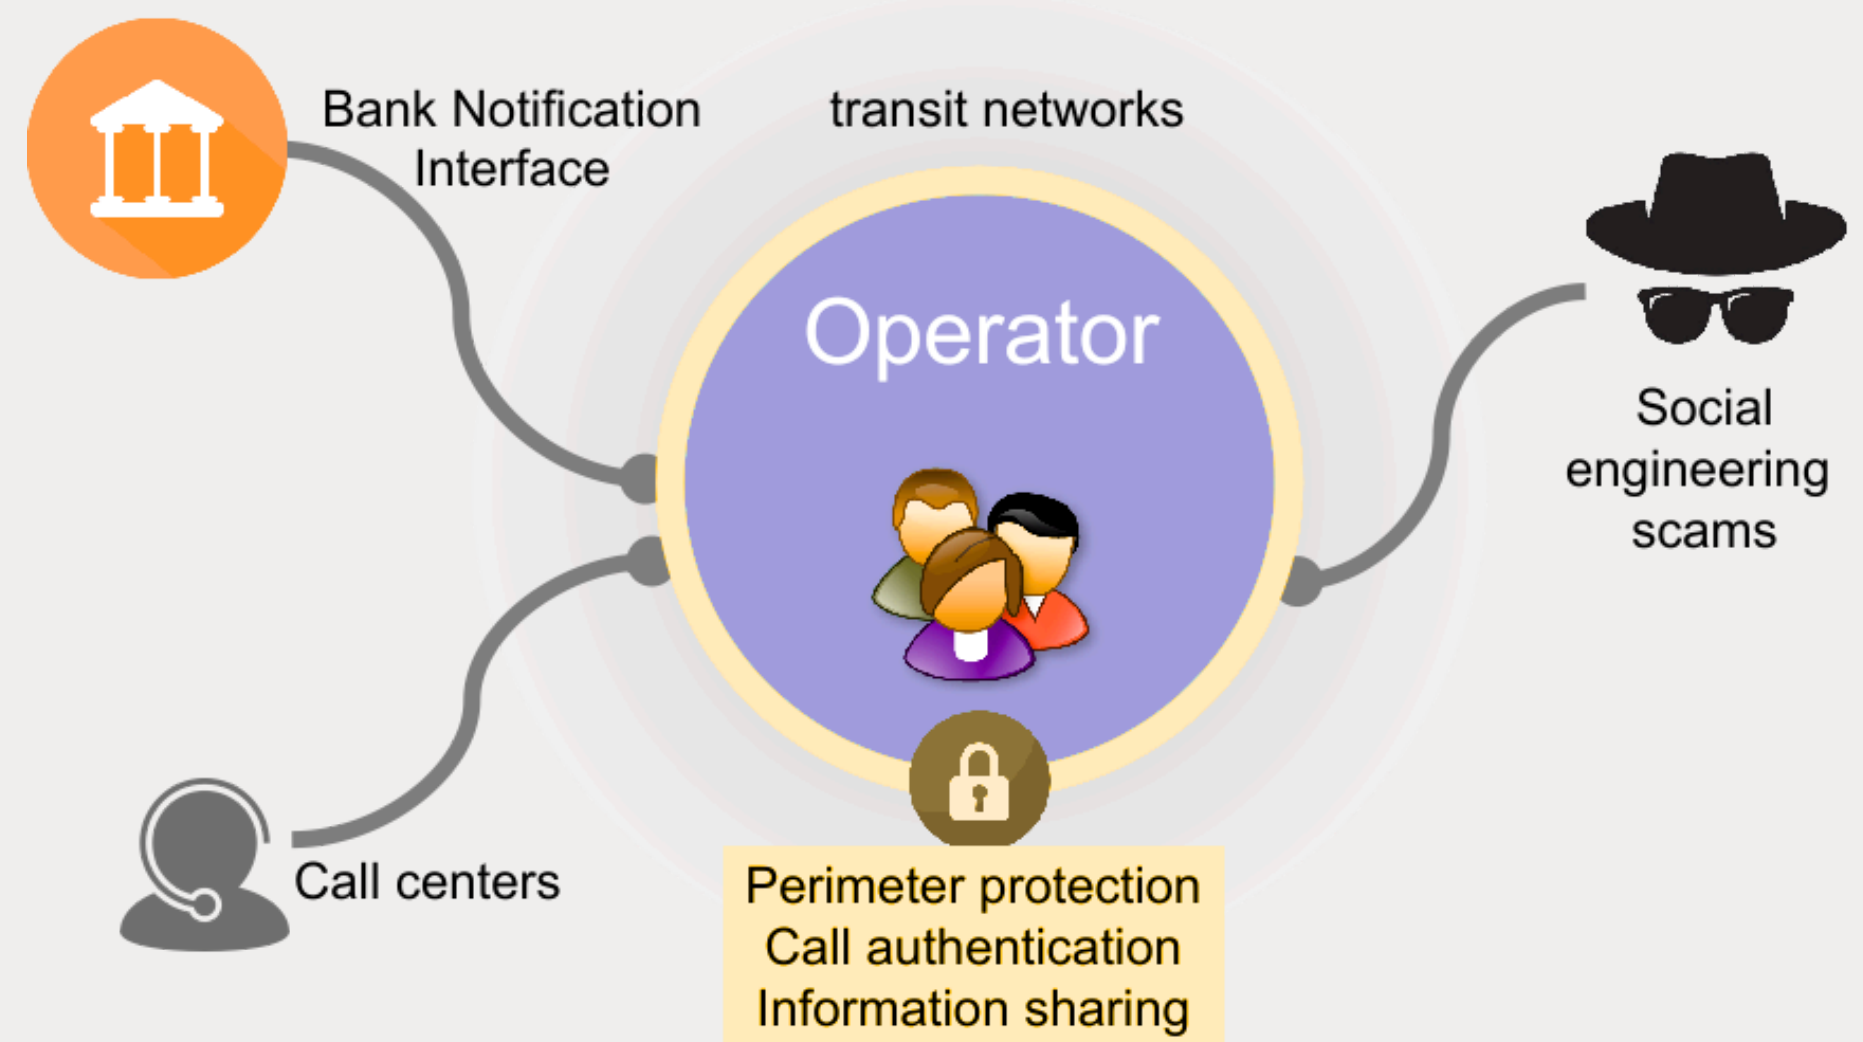 Bank Notification
Interface
transit networks
Operator
Social
engineering
scams
Call centers
Perimeter protection
Call authentication
Information sharing